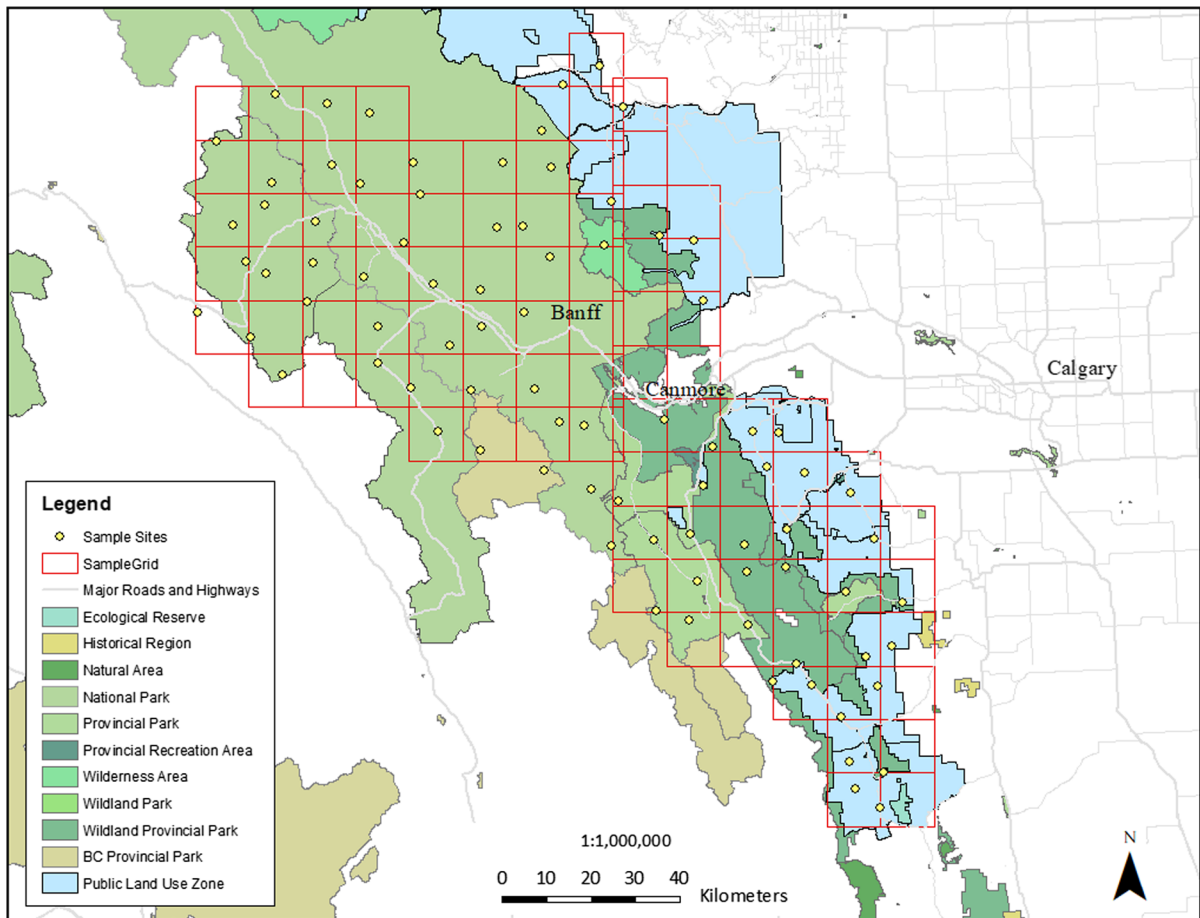 Banff
Calgary
Canmore
Legend
Sample Sites
SampleGrid
Major Roads and Highways
Ecological Reserve
Historical Region
Natural Area
National Park
Provincial Park
Provincial Recreation Area
Wilderness Area
Wildland Park
Wildland Provincial Park
BC Provincial Park
Public Land Use Zone
1:1,000,000
0 10 20 30 40
Kilometers
N